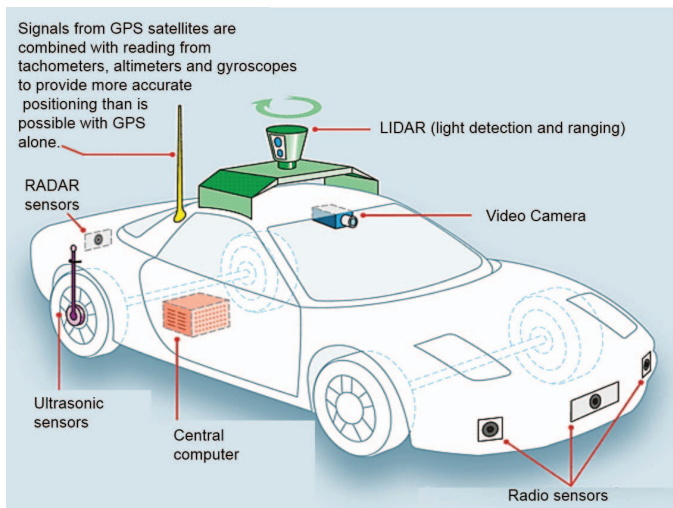 Signals from GPS satellites are
combined with reading from
tachometers, altimeters and gyroscopes
to provide more accurate
positioning than is
possible with GPS
alone.
LIDAR (light detection and ranging)
RADAR
sensors
Video Camera
Ultrasonic
sensors
Central
computer
Radio sensors